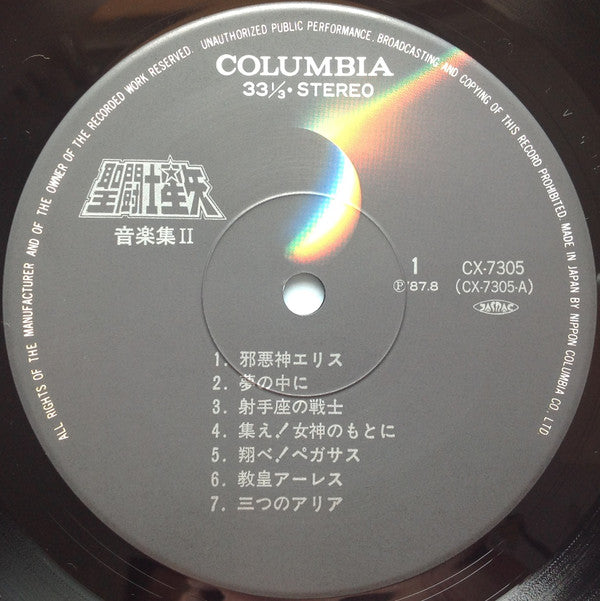 ALL RIGHTS OF THE MANUFACTURER AND OF THE OWNER OF THE RECORDED WORK RESERVED. UNAUTHORIZED PUBLIC PERFORMANCE, BROADCASTING AND COPYING OF THIS RECORD PROHIBITED. MADE IN JAPAN BY NIPPON COLUMBIA CO., LTD
COLUMBIA
33⅓・STEREO
聖闘士星矢
音楽集II
1 CX-7305
Ⓟ'87.8 (CX-7305-A)
JASRAC
1. 邪悪神エリス
2. 夢の中に
3. 射手座の戦士
4. 集え!女神のもとに
5. 翔べ!ペガサス
6. 教皇アーレス
7. 三つのアリア